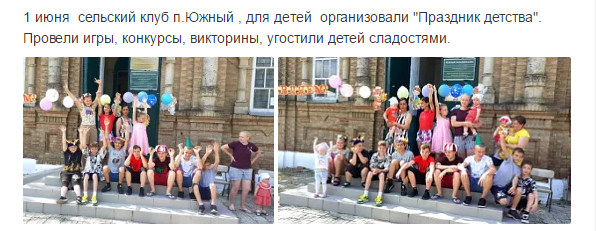 1 июня сельский клуб п.Южный , для детей организовали "Праздник детства".
Провели игры, конкурсы, викторины, угостили детей сладостями.